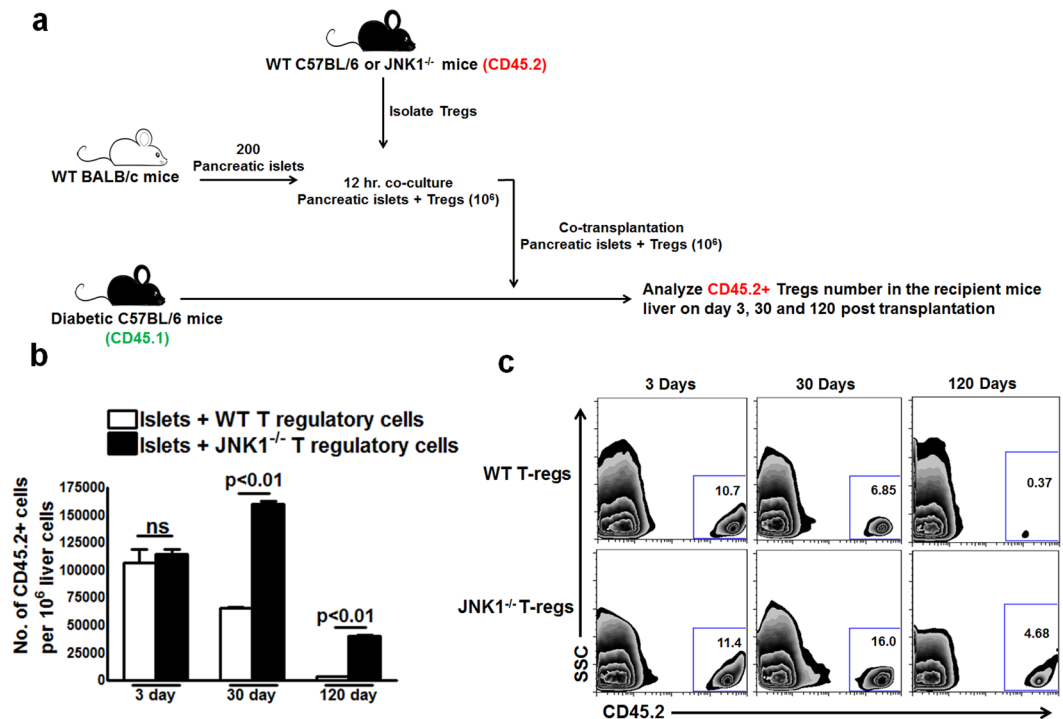 a
WT C57BL/6 or JNK1-/- mice (CD45.2)
Isolate Tregs
WT BALB/c mice
200
Pancreatic islets
12 hr. co-culture
Pancreatic islets + Tregs (10⁶)
Co-transplantation
Pancreatic islets + Tregs (10⁶)
Diabetic C57BL/6 mice
(CD45.1)
Analyze CD45.2+ Tregs number in the recipient mice
liver on day 3, 30 and 120 post transplantation
b
Islets + WT T regulatory cells
Islets + JNK1-/- T regulatory cells
No. of CD45.2+ cells
per 10⁶ liver cells
175000
150000
125000
100000
75000
50000
25000
0
ns
p<0.01
p<0.01
3 day
30 day
120 day
c
3 Days
30 Days
120 Days
WT T-regs
10.7
6.85
0.37
JNK1-/- T-regs
11.4
16.0
4.68
SSC
CD45.2